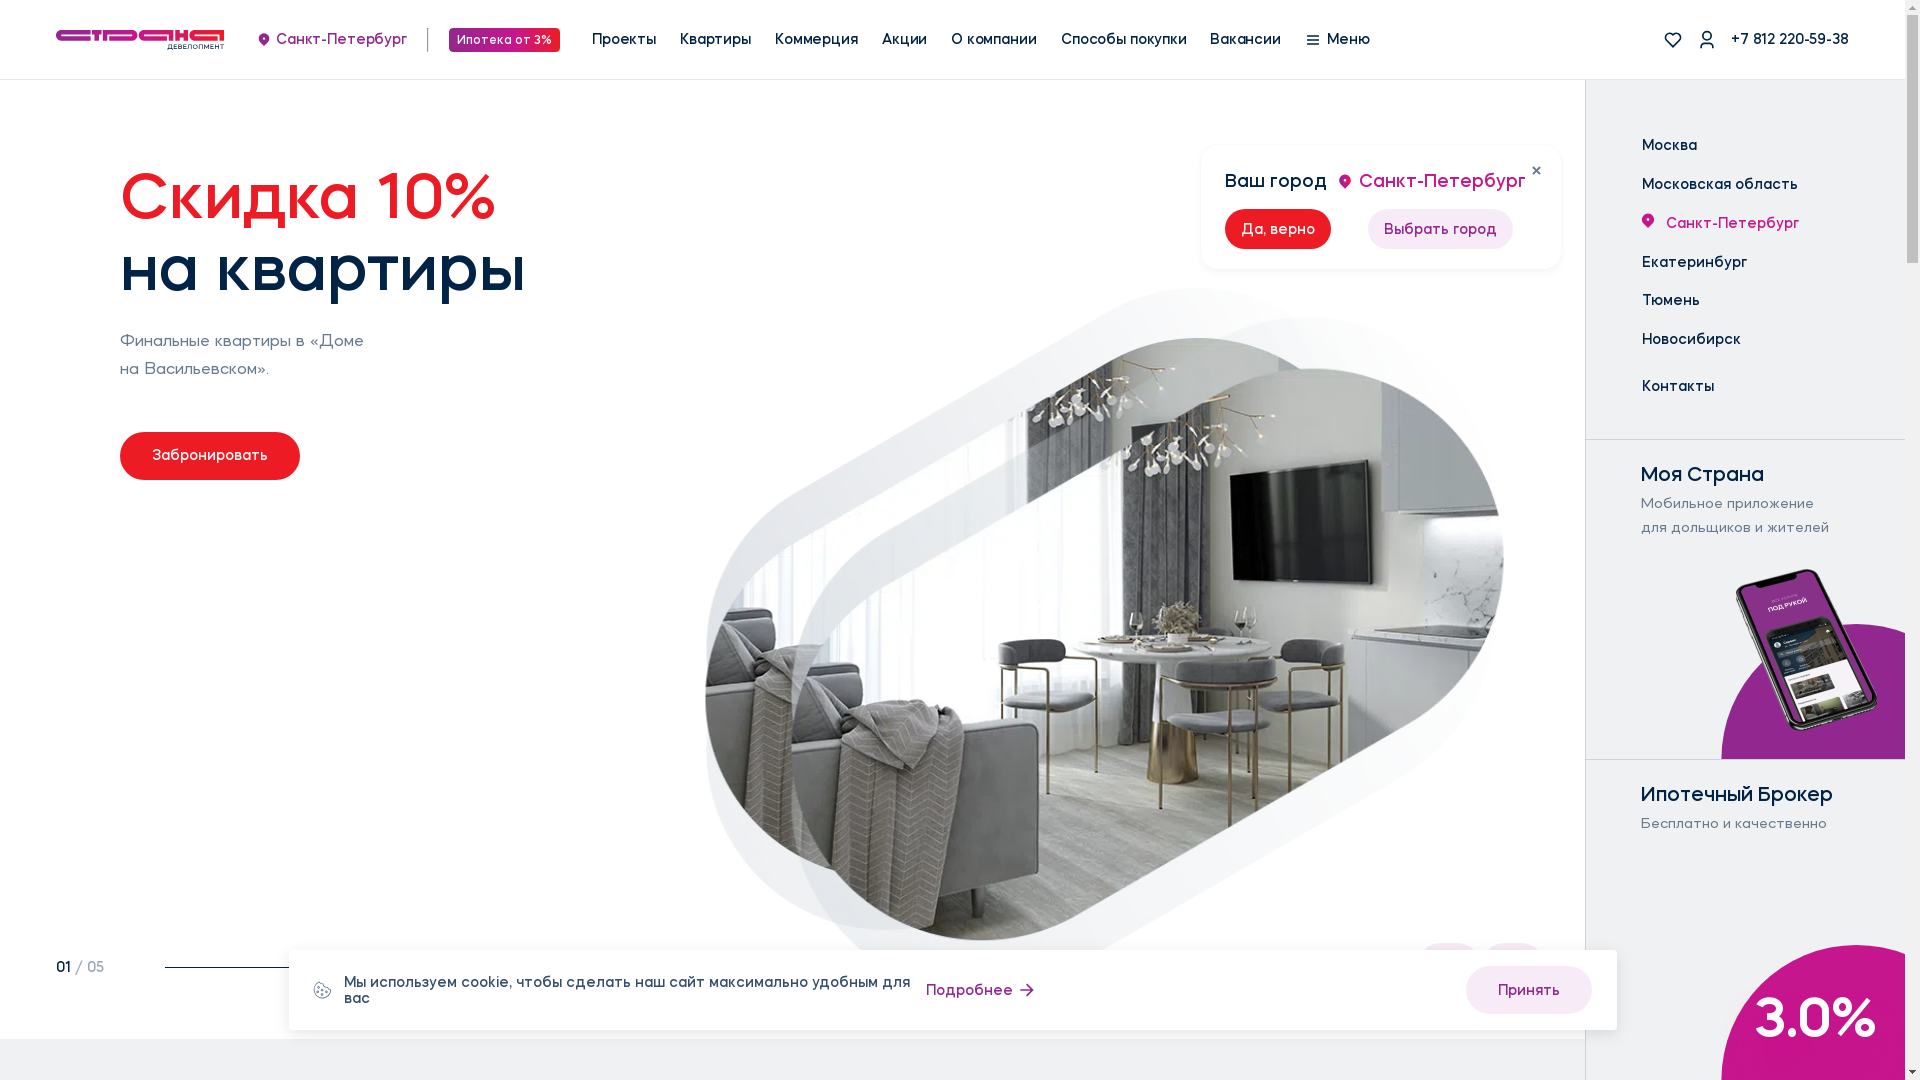 СТРАНА
ДЕВЕЛОПМЕНТ
Санкт-Петербург
Ипотека от 3%
Проекты
Квартиры
Коммерция
Акции
О компании
Способы покупки
Вакансии
Меню
+7 812 220-59-38
Скидка 10%
на квартиры
Финальные квартиры в «Доме
на Васильевском».
Забронировать
Ваш город
Санкт-Петербург
Да, верно
Выбрать город
Москва
Московская область
Санкт-Петербург
Екатеринбург
Тюмень
Новосибирск
Контакты
Моя Страна
Мобильное приложение
для дольщиков и жителей
ПОД РУКОЙ
Ипотечный Брокер
Бесплатно и качественно
3.0%
01 / 05
Мы используем cookie, чтобы сделать наш сайт максимально удобным для
вас
Подробнее
Принять